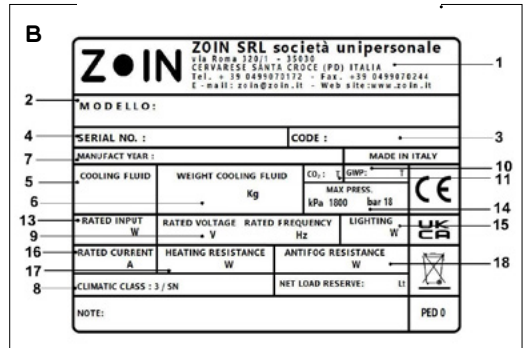 B
ZOIN
ZOIN SRL società unipersonale
via Roma 320/1 - 35030
CERVARESE SANTA CROCE (PD) ITALIA
Tel. + 39 0499070172 - Fax. +39 0499070244
E-mail: zoin@zoin.it - Web site:www.zoin.it
1
2
MODELLO:
4
SERIAL NO. :
CODE :
3
7
MANUFACT YEAR :
MADE IN ITALY
10
5
COOLING FLUID
WEIGHT COOLING FLUID
Kg
6
CO₂ : T
GWP: T
11
MAX PRESS.
kPa 1800 bar 18
14
CE
13
RATED INPUT
W
RATED VOLTAGE RATED FREQUENCY
V Hz
9
LIGHTING
W
15
UK
CA
16
RATED CURRENT
A
HEATING RESISTANCE
W
17
ANTIFOG RESISTANCE
W
18
8
CLIMATIC CLASS : 3 / SN
NET LOAD RESERVE: Lt
NOTE:
PED 0